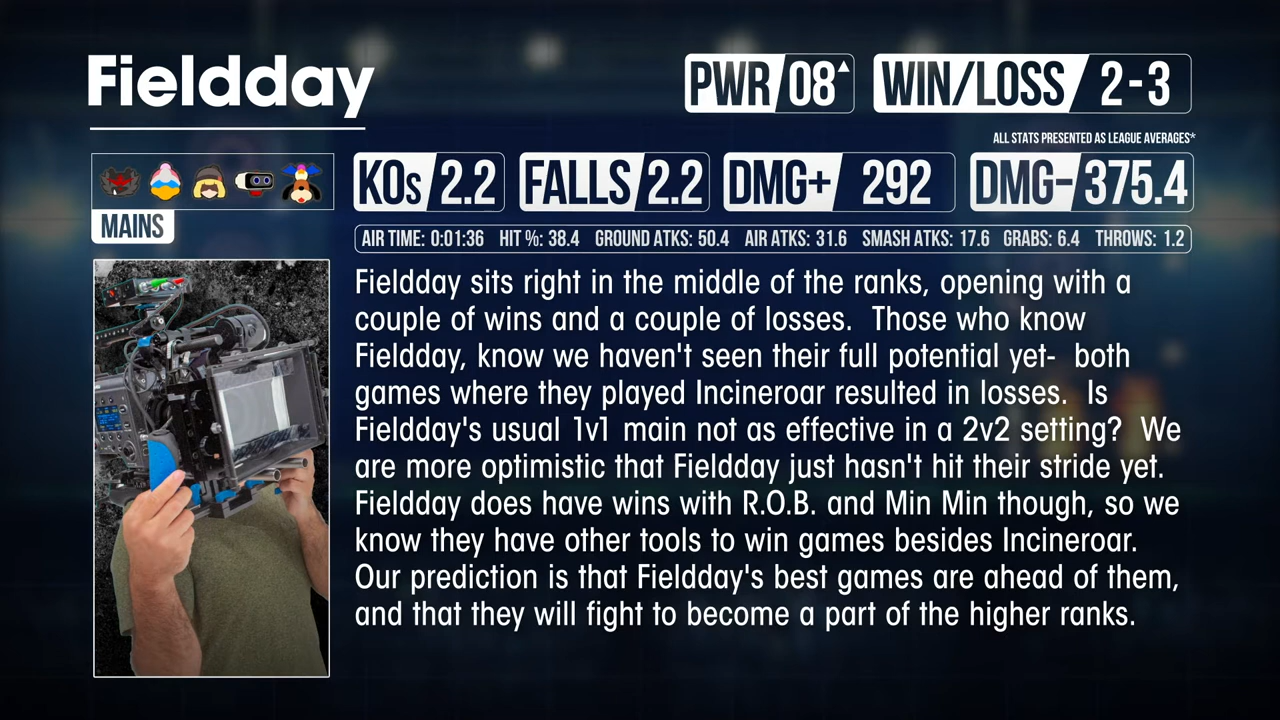 Fieldday
PWR 08▲
WIN/LOSS 2-3
ALL STATS PRESENTED AS LEAGUE AVERAGES*
MAINS
KOs 2.2
FALLS 2.2
DMG+ 292
DMG- 375.4
AIR TIME: 0:01:36 HIT %: 38.4 GROUND ATKS: 50.4 AIR ATKS: 31.6 SMASH ATKS: 17.6 GRABS: 6.4 THROWS: 1.2
Fieldday sits right in the middle of the ranks, opening with a
couple of wins and a couple of losses.  Those who know
Fieldday, know we haven't seen their full potential yet-  both
games where they played Incineroar resulted in losses.  Is
Fieldday's usual 1v1 main not as effective in a 2v2 setting?  We
are more optimistic that Fieldday just hasn't hit their stride yet.
Fieldday does have wins with R.O.B. and Min Min though, so we
know they have other tools to win games besides Incineroar.
Our prediction is that Fieldday's best games are ahead of them,
and that they will fight to become a part of the higher ranks.